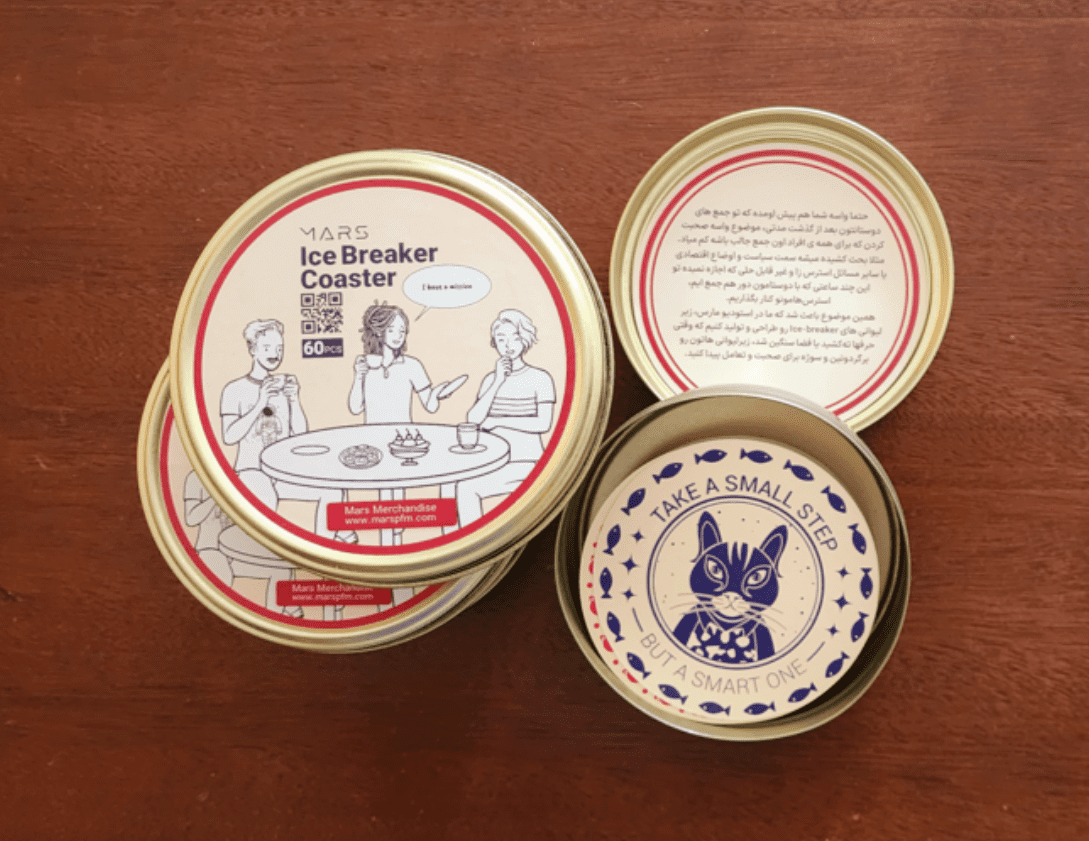 MARS
Ice Breaker
Coaster
60PCS
Mars Merchandise
www.marspfm.com
Mars Merchandise
www.marspfm.com
حتما واسه شما هم پیش اومده که تو جمع های
دوستانتون بعد از گذشت مدتی، موضوع واسه صحبت
کردن که برای همه ی افراد اون جمع جالب باشه کم میاد.
مثلا بحث کشیده میشه سمت سیاست و اوضاع اقتصادی
یا سایر مسائل استرس زا و غیر قابل حلی که اجازه نمیده تو
این چند ساعتی که با دوستامون دور هم جمع ایم،
استرس‌هامونو کنار بگذاریم.
همین موضوع باعث شد که ما در استودیو مارس، زیر
لیوانی های Ice-breaker رو طراحی و تولید کنیم که وقتی
حرفها ته کشید یا فضا سنگین شد، زیرلیوانی هاتون رو
برگردونین و سوژه برای صحبت و تعامل پیدا کنید.
TAKE A SMALL STEP
BUT A SMART ONE